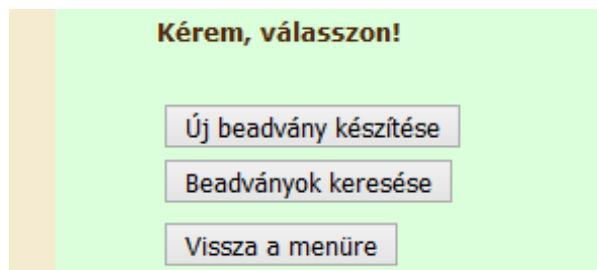 Kérem, válasszon!
Új beadvány készítése
Beadványok keresése
Vissza a menüre